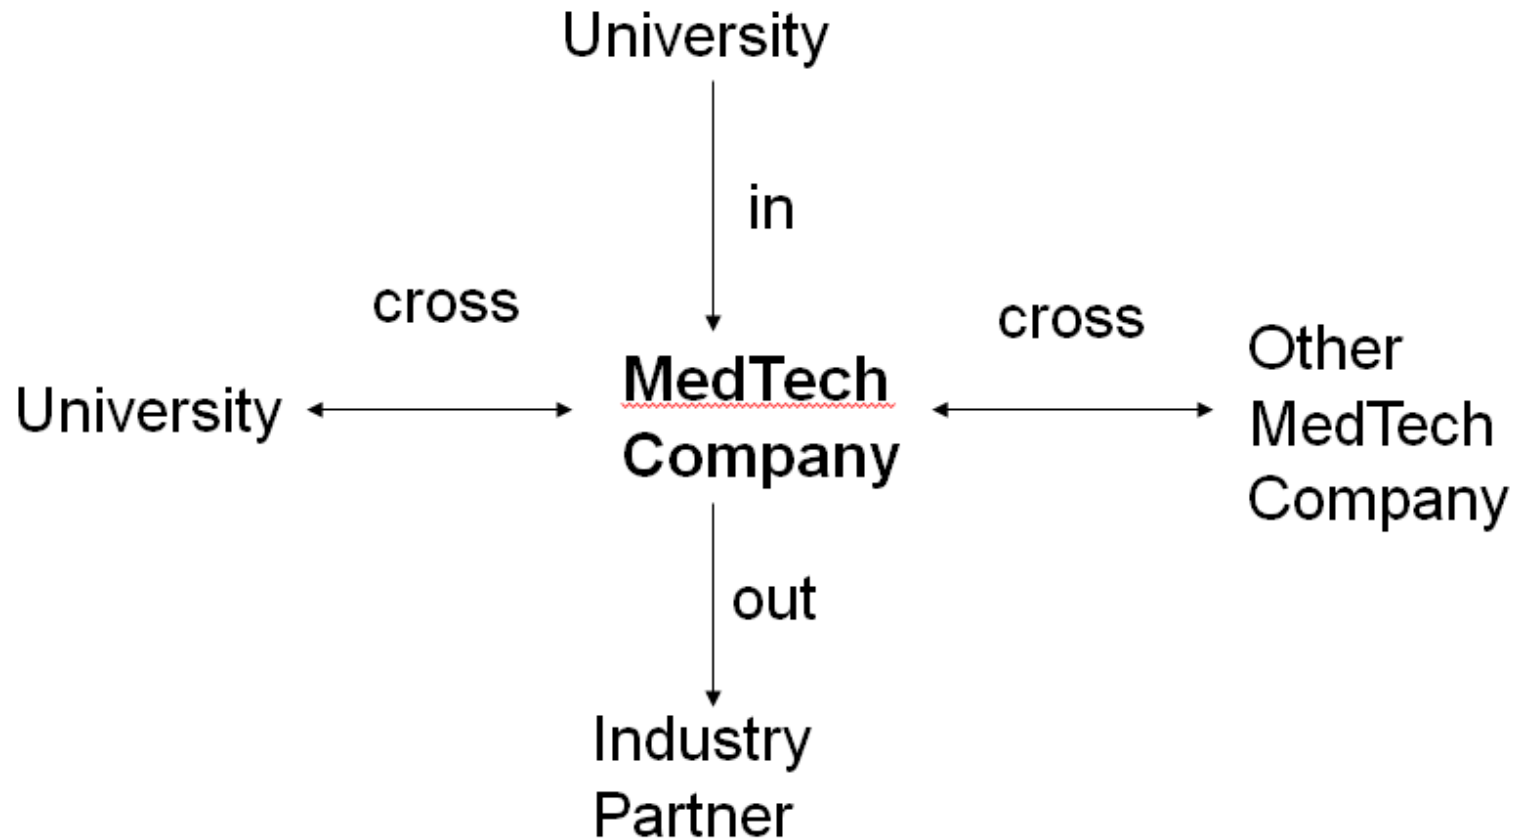 University
in
cross
cross
University
MedTech
Company
Other
MedTech
Company
out
Industry
Partner